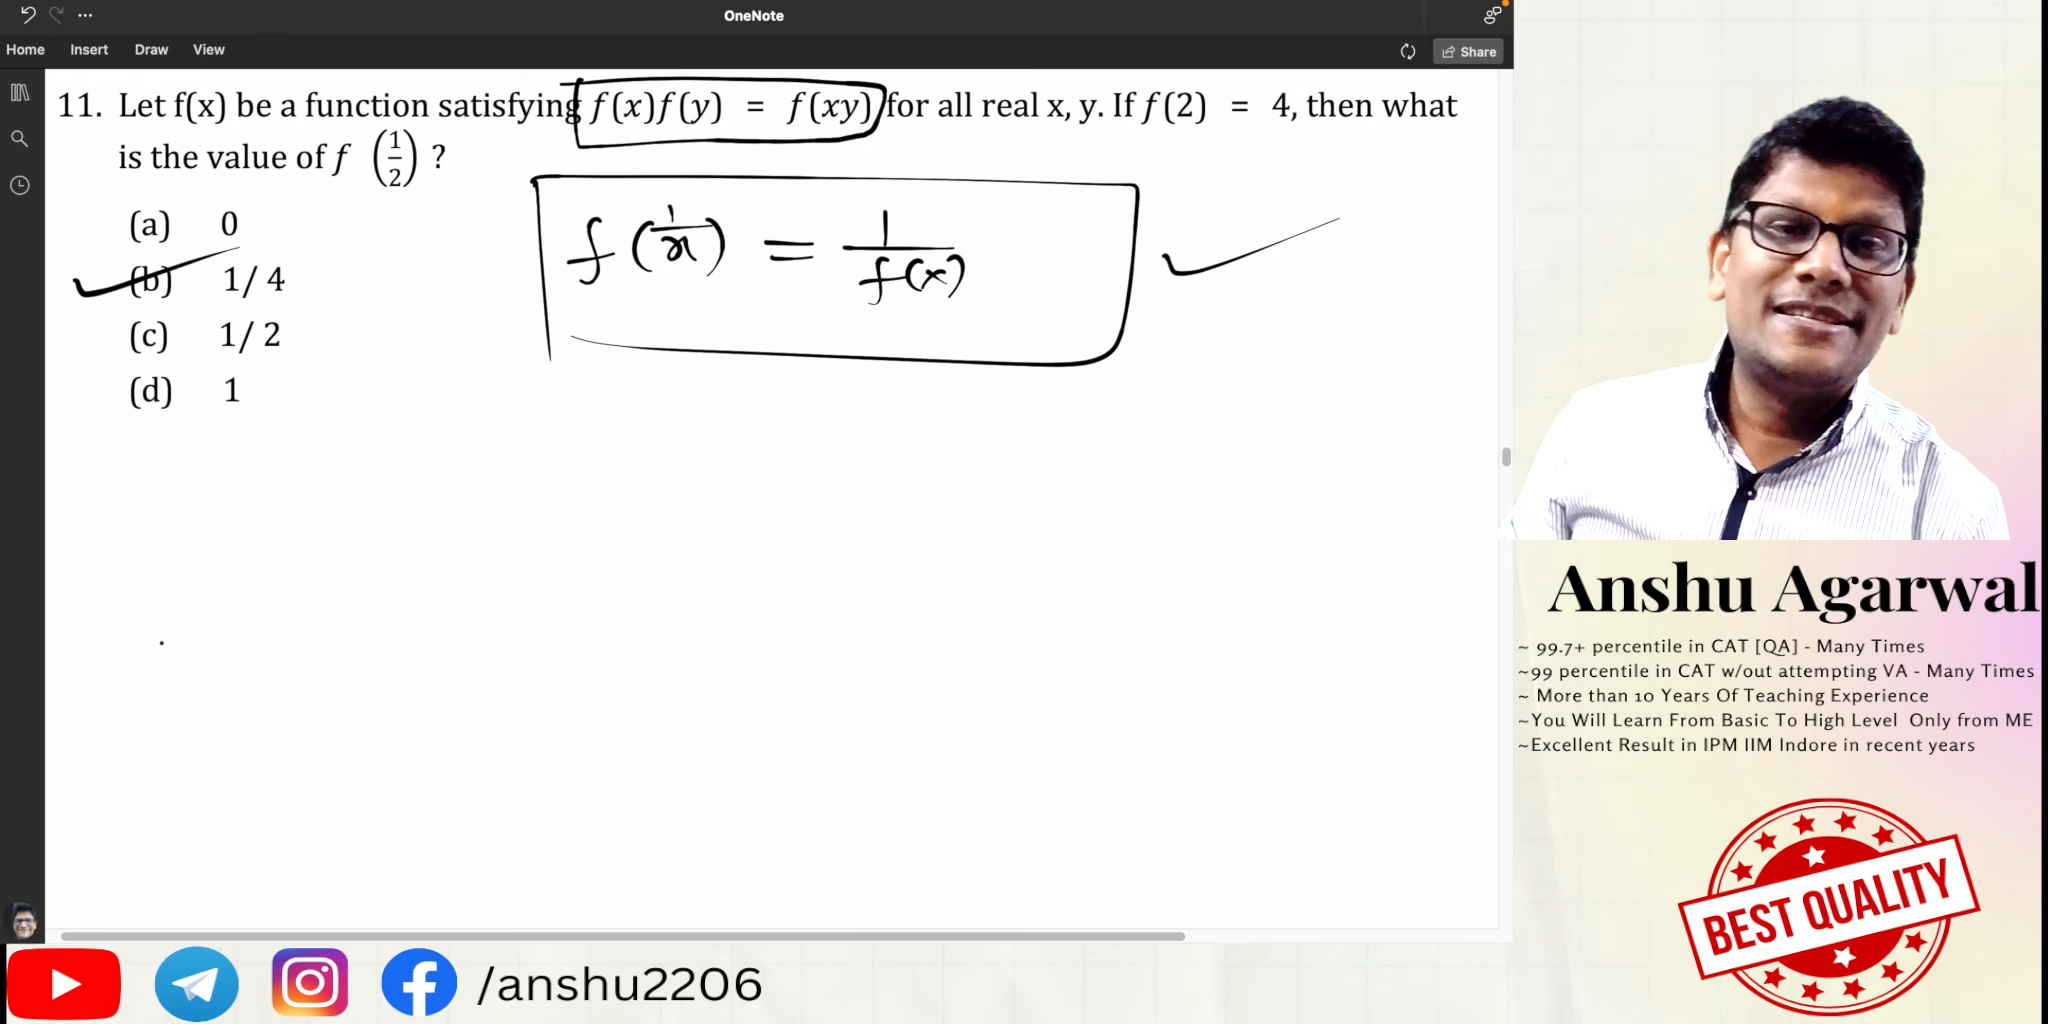 OneNote
Home Insert Draw View
Share
11. Let f(x) be a function satisfying f(x)f(y) = f(xy) for all real x, y. If f(2) = 4, then what
is the value of f (1/2) ?
(a) 0
(b) 1/ 4
(c) 1/ 2
(d) 1
f(1/x) = 1/f(x)
Anshu Agarwal
~ 99.7+ percentile in CAT [QA] - Many Times
~99 percentile in CAT w/out attempting VA - Many Times
~ More than 10 Years Of Teaching Experience
~You Will Learn From Basic To High Level Only from ME
~Excellent Result in IPM IIM Indore in recent years
BEST QUALITY
/anshu2206